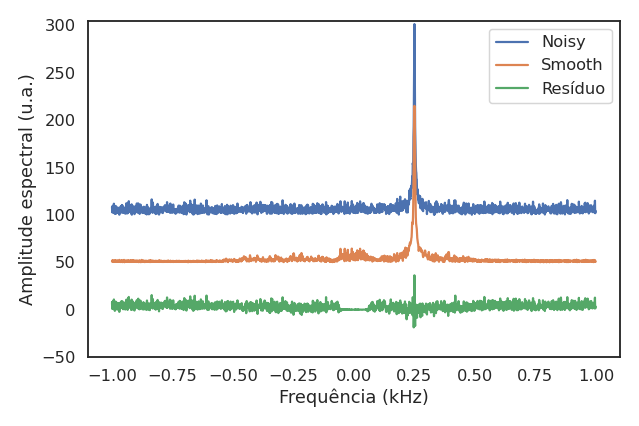 300
250
200
150
100
50
0
−50
Amplitude espectral (u.a.)
Noisy
Smooth
Resíduo
−1.00 −0.75 −0.50 −0.25 0.00 0.25 0.50 0.75 1.00
Frequência (kHz)